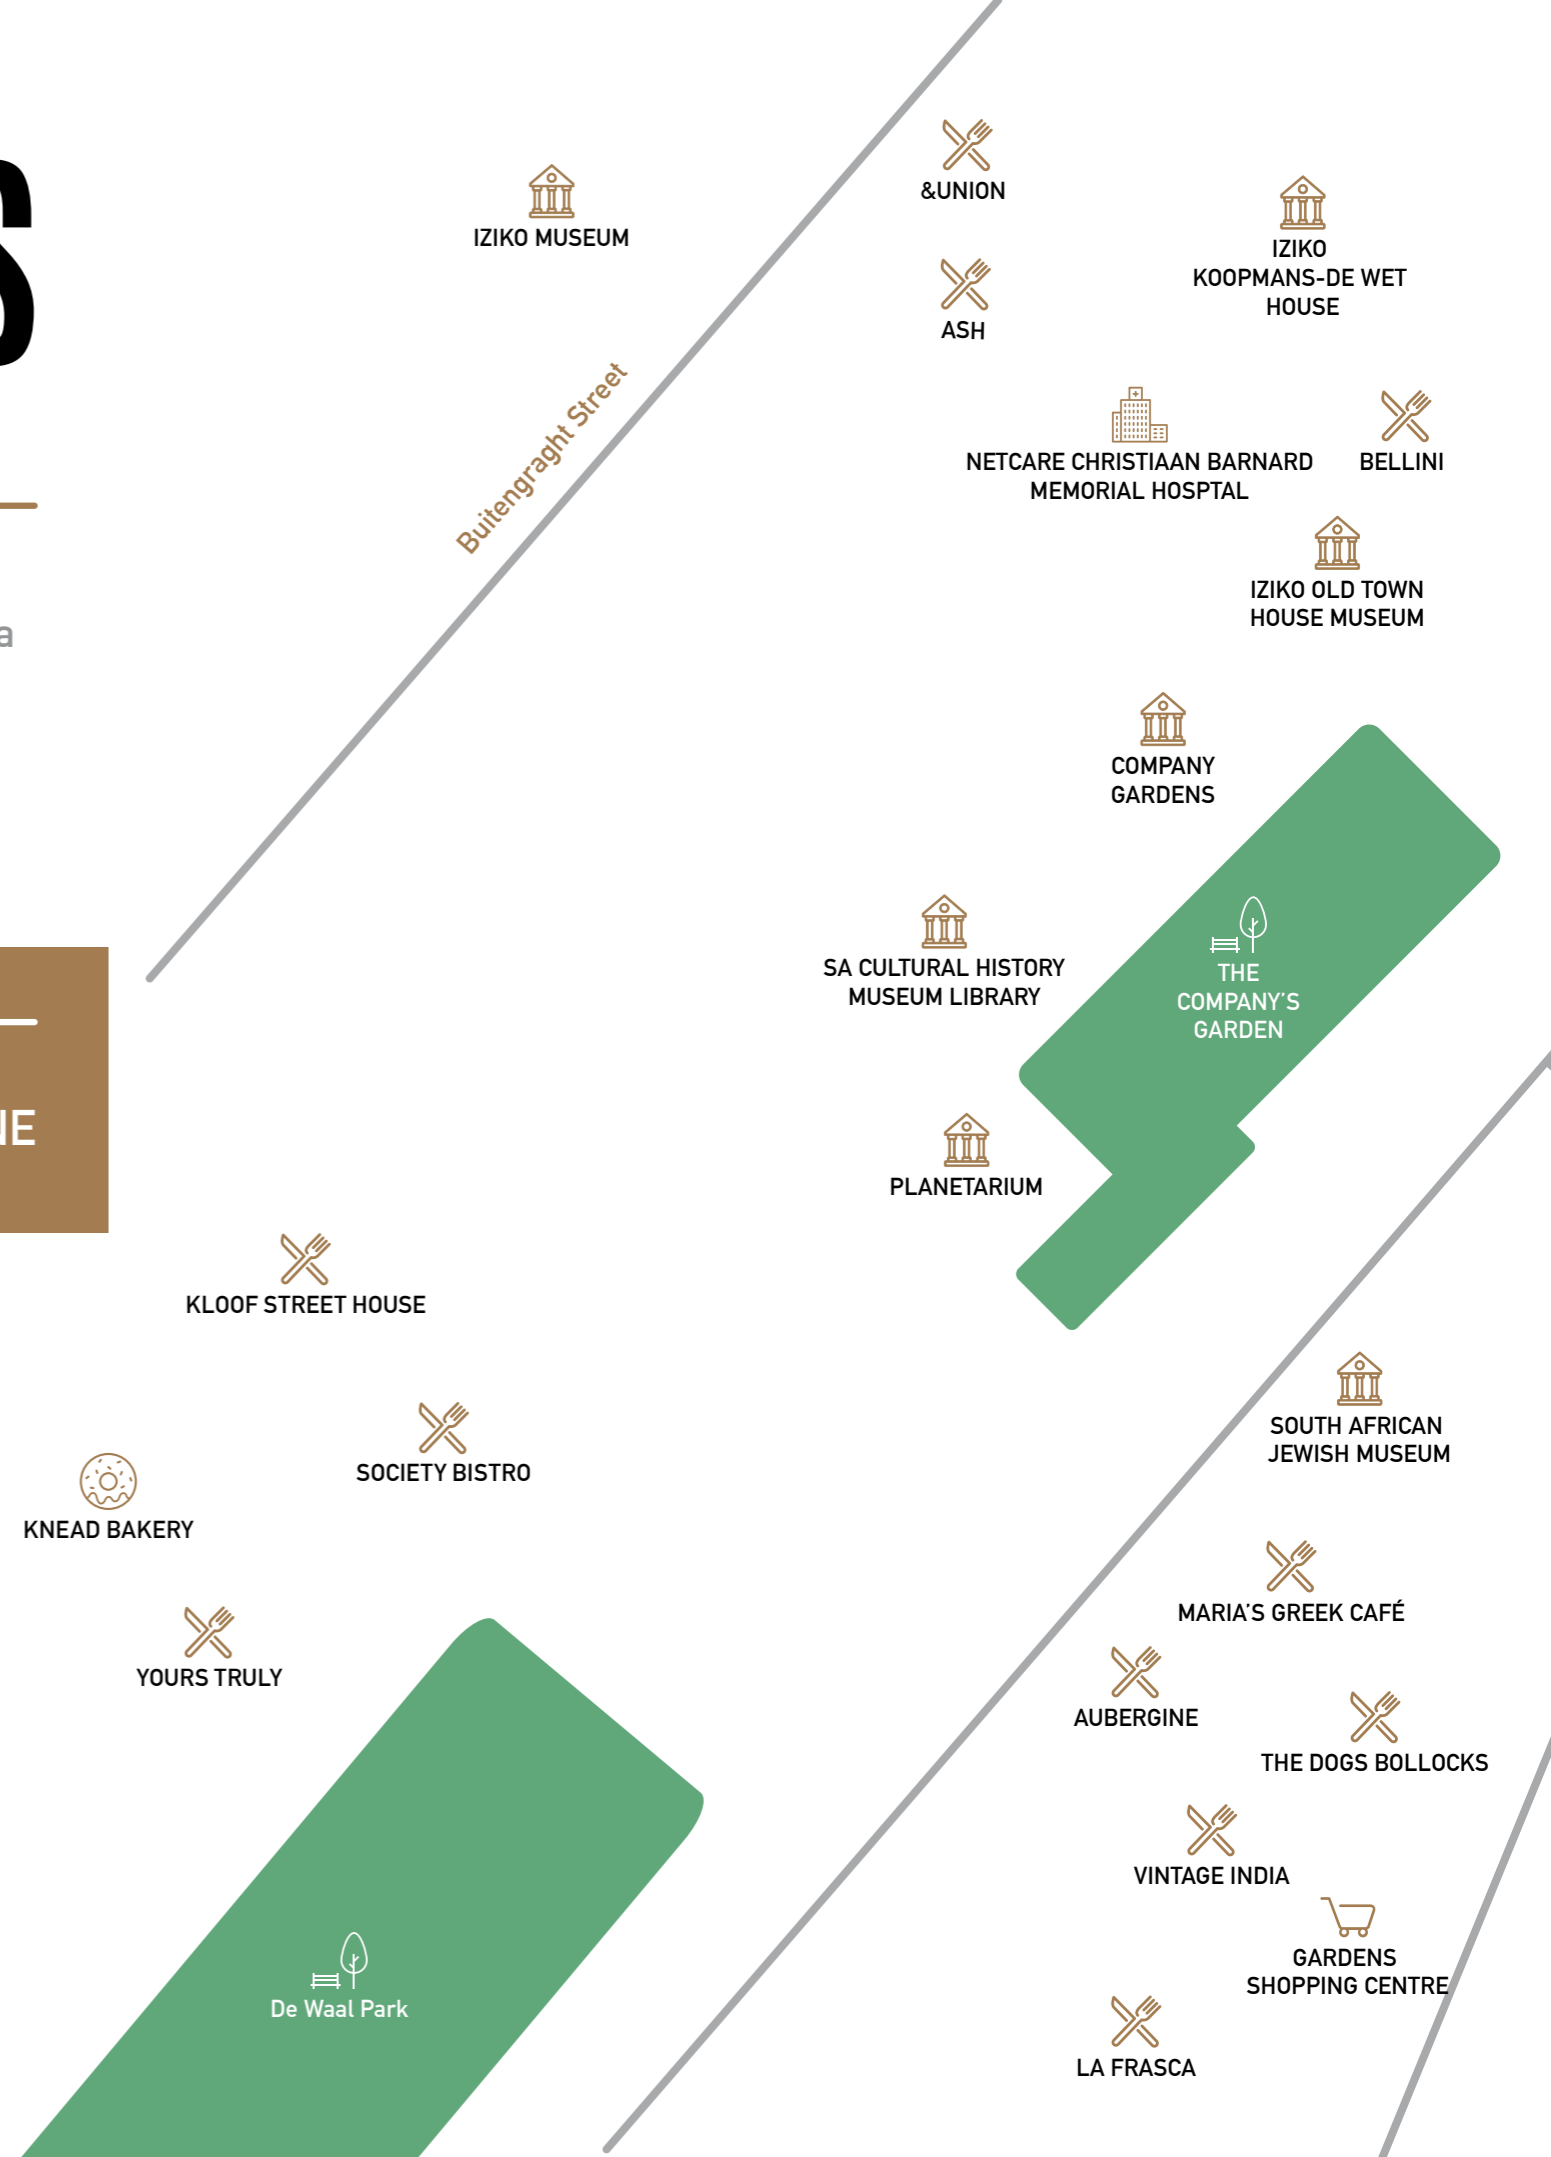 S
&UNION
IZIKO MUSEUM
IZIKO
KOOPMANS-DE WET
HOUSE
ASH
Buitengraght Street
NETCARE CHRISTIAAN BARNARD
MEMORIAL HOSPTAL
BELLINI
IZIKO OLD TOWN
HOUSE MUSEUM
a
COMPANY
GARDENS
SA CULTURAL HISTORY
MUSEUM LIBRARY
THE
COMPANY'S
GARDEN
NE
PLANETARIUM
KLOOF STREET HOUSE
SOUTH AFRICAN
JEWISH MUSEUM
SOCIETY BISTRO
KNEAD BAKERY
MARIA'S GREEK CAFÉ
YOURS TRULY
AUBERGINE
THE DOGS BOLLOCKS
VINTAGE INDIA
GARDENS
SHOPPING CENTRE
De Waal Park
LA FRASCA